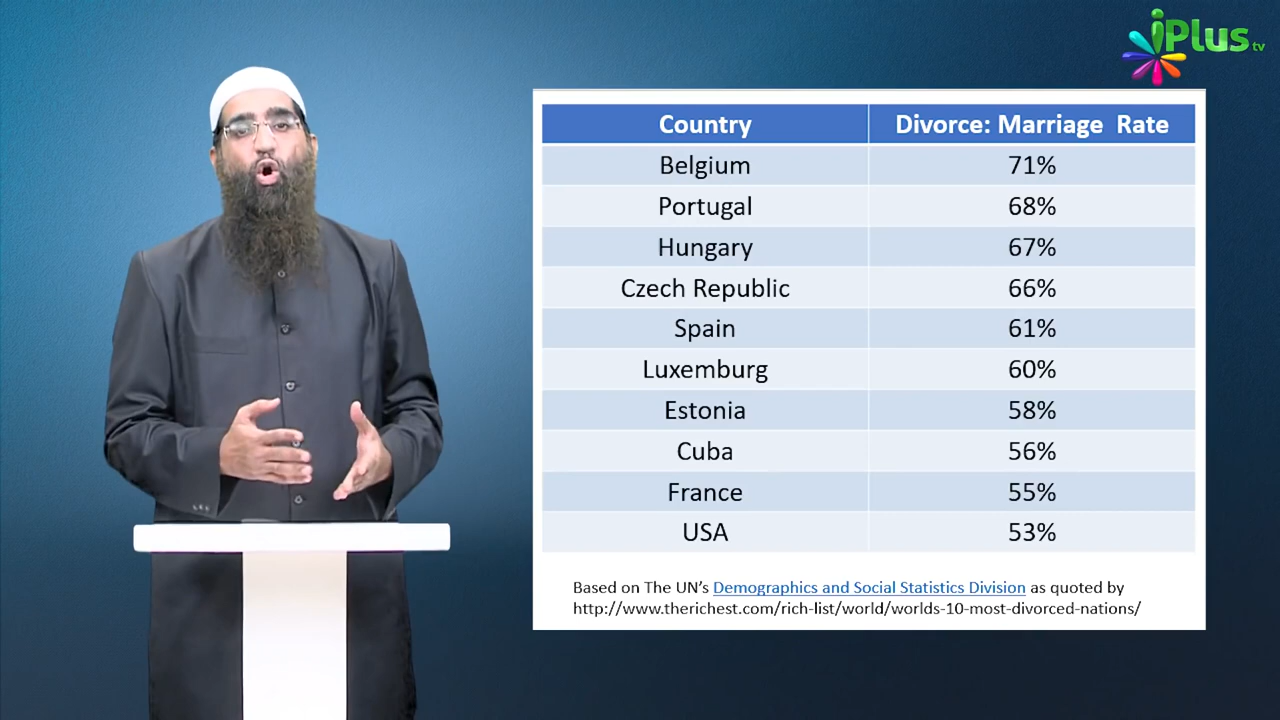 iPlus tv
Country Divorce: Marriage Rate
Belgium 71%
Portugal 68%
Hungary 67%
Czech Republic 66%
Spain 61%
Luxemburg 60%
Estonia 58%
Cuba 56%
France 55%
USA 53%
Based on The UN's Demographics and Social Statistics Division as quoted by
http://www.therichest.com/rich-list/world/worlds-10-most-divorced-nations/